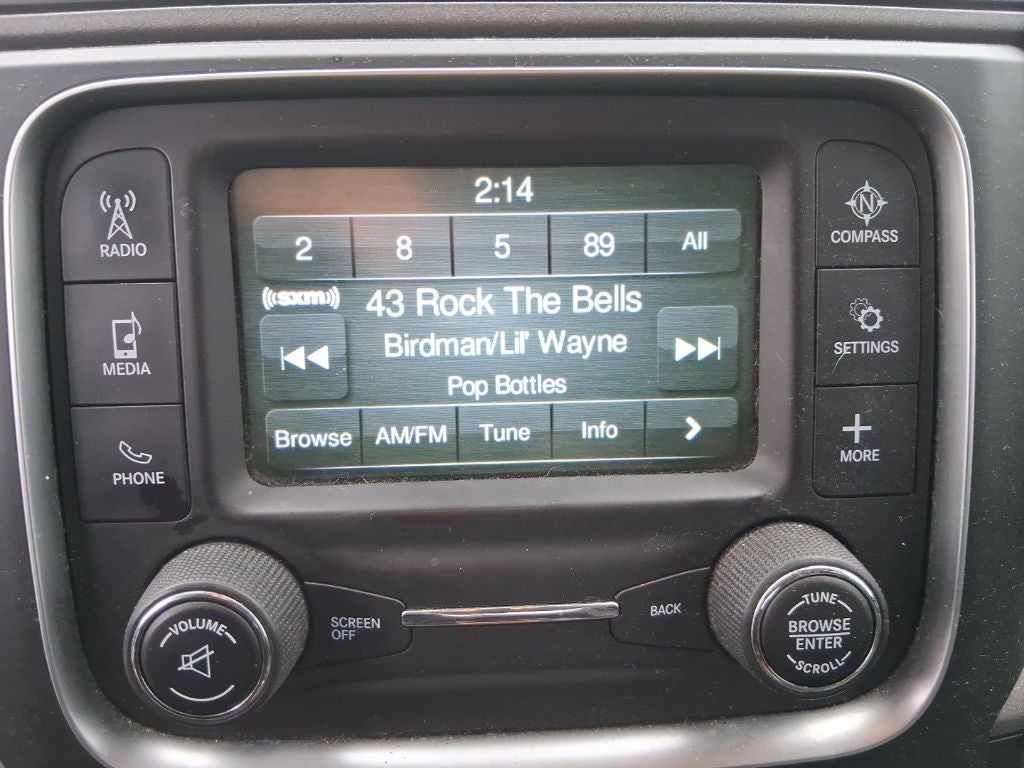 2:14
2 8 5 89 All
((sxm))
43 Rock The Bells
Birdman/Lil' Wayne
Pop Bottles
Browse AM/FM Tune Info >
RADIO
MEDIA
PHONE
N
COMPASS
SETTINGS
MORE
VOLUME
SCREEN
OFF
BACK
TUNE
BROWSE
ENTER
SCROLL